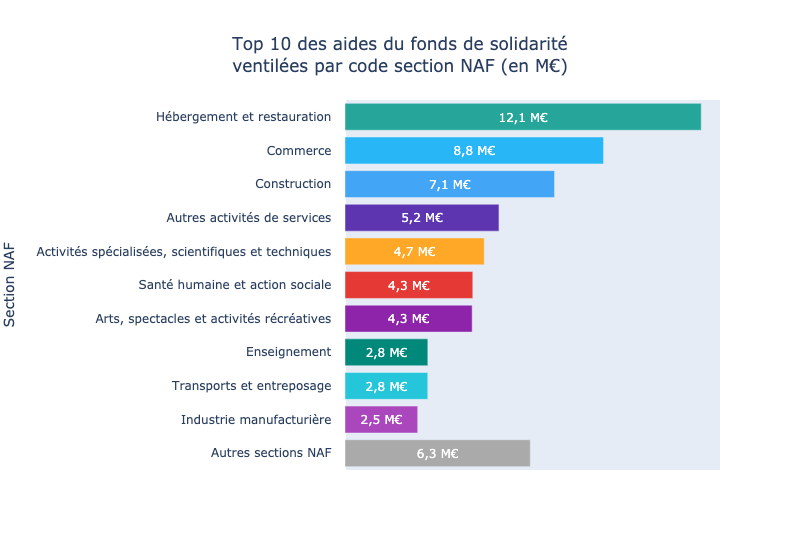 Top 10 des aides du fonds de solidarité
ventilées par code section NAF (en M€)
Section NAF
Hébergement et restauration 12,1 M€
Commerce 8,8 M€
Construction 7,1 M€
Autres activités de services 5,2 M€
Activités spécialisées, scientifiques et techniques 4,7 M€
Santé humaine et action sociale 4,3 M€
Arts, spectacles et activités récréatives 4,3 M€
Enseignement 2,8 M€
Transports et entreposage 2,8 M€
Industrie manufacturière 2,5 M€
Autres sections NAF 6,3 M€